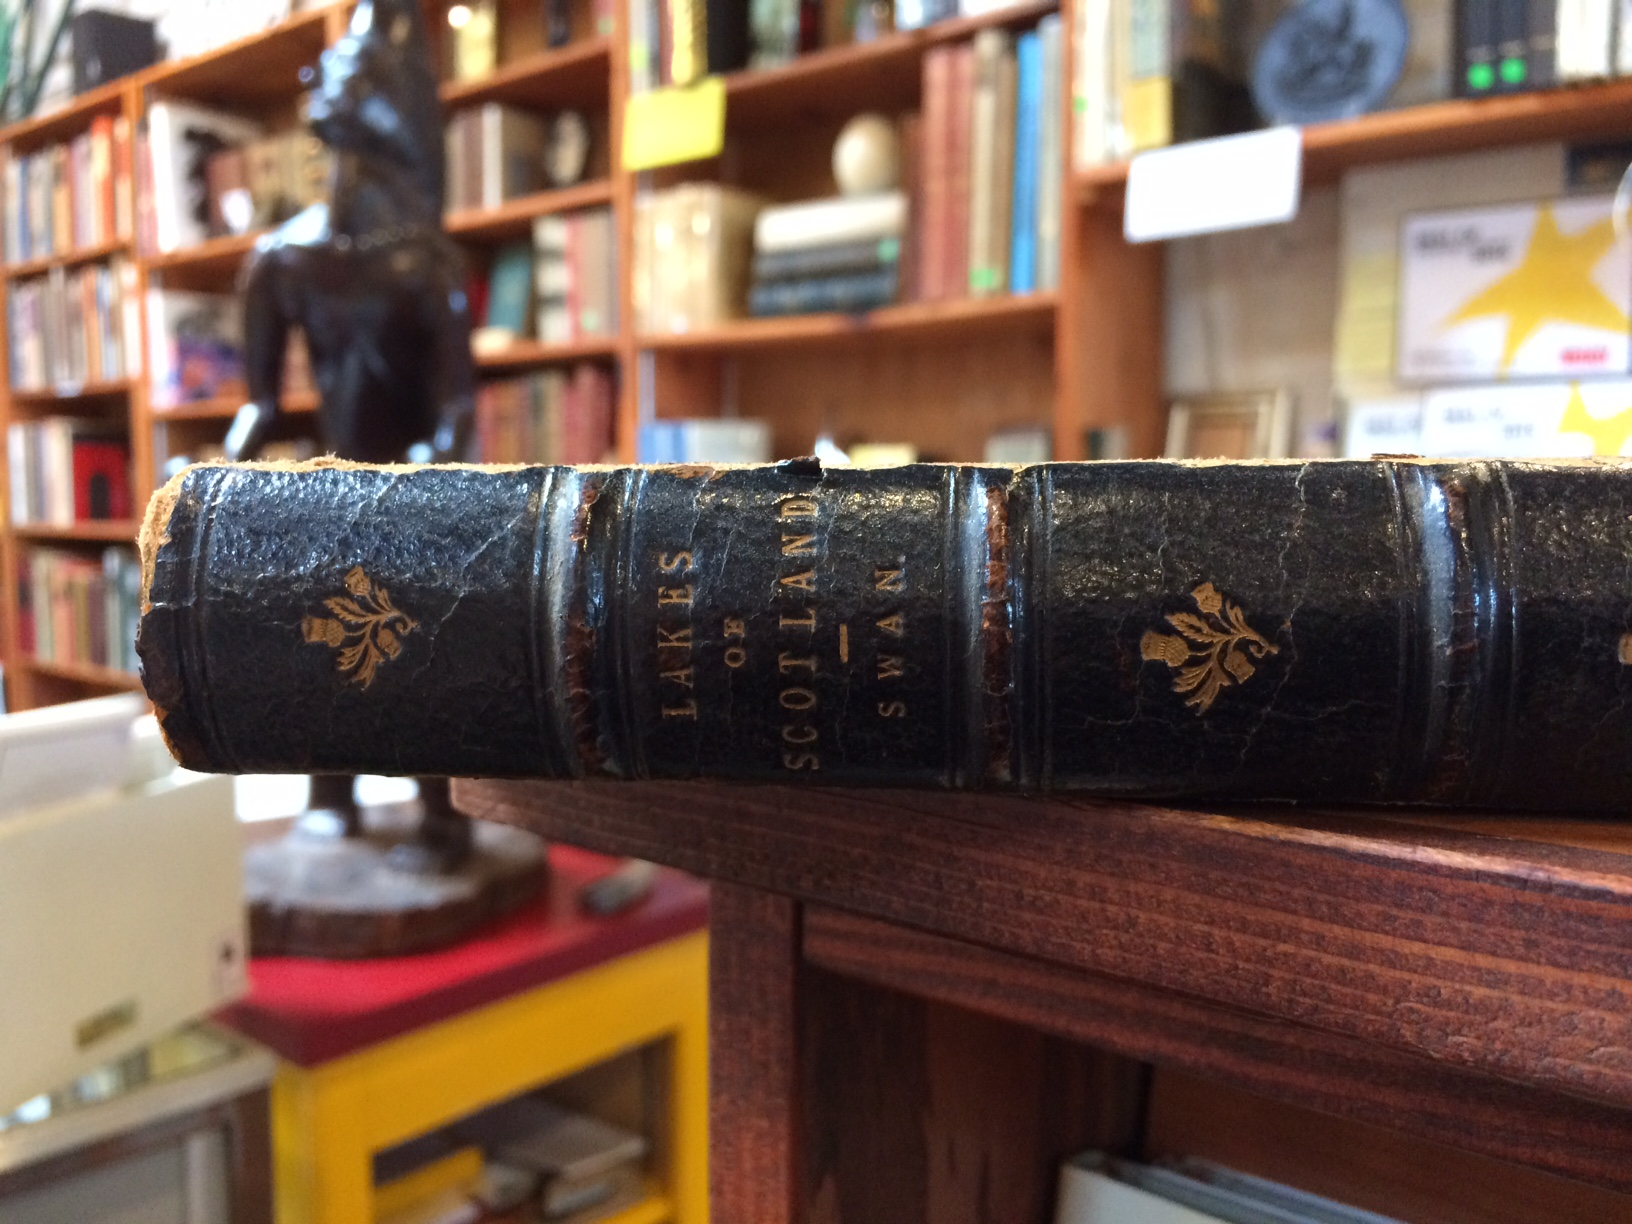 LAKES
OF
SCOTLAND
SWAN.